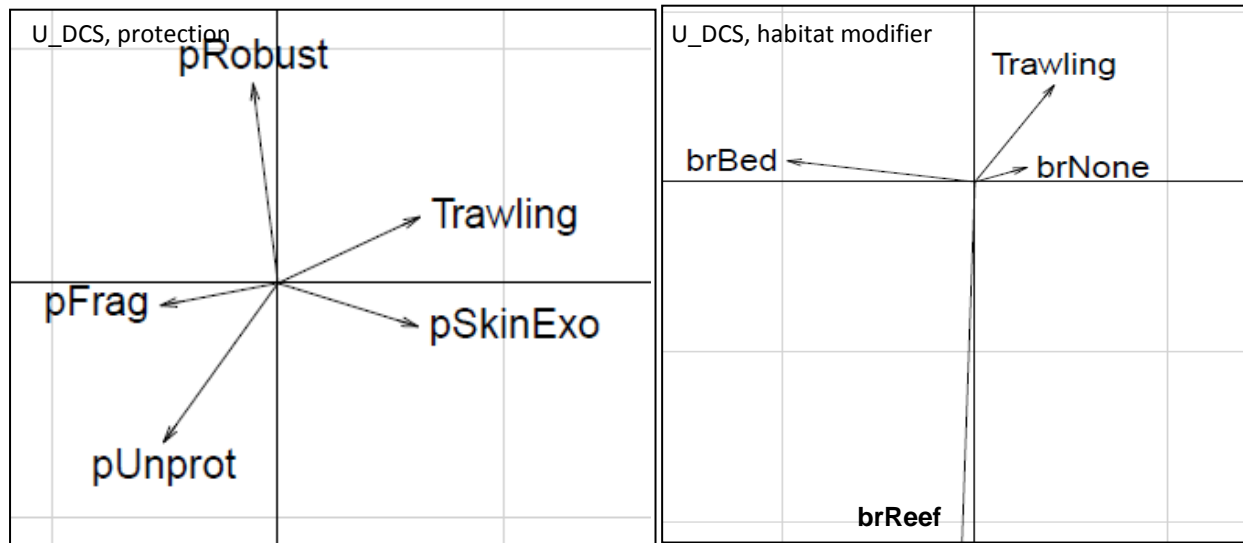 U_DCS, protection
pRobust
Trawling
pFrag
pSkinExo
pUnprot
U_DCS, habitat modifier
Trawling
brBed
brNone
brReef